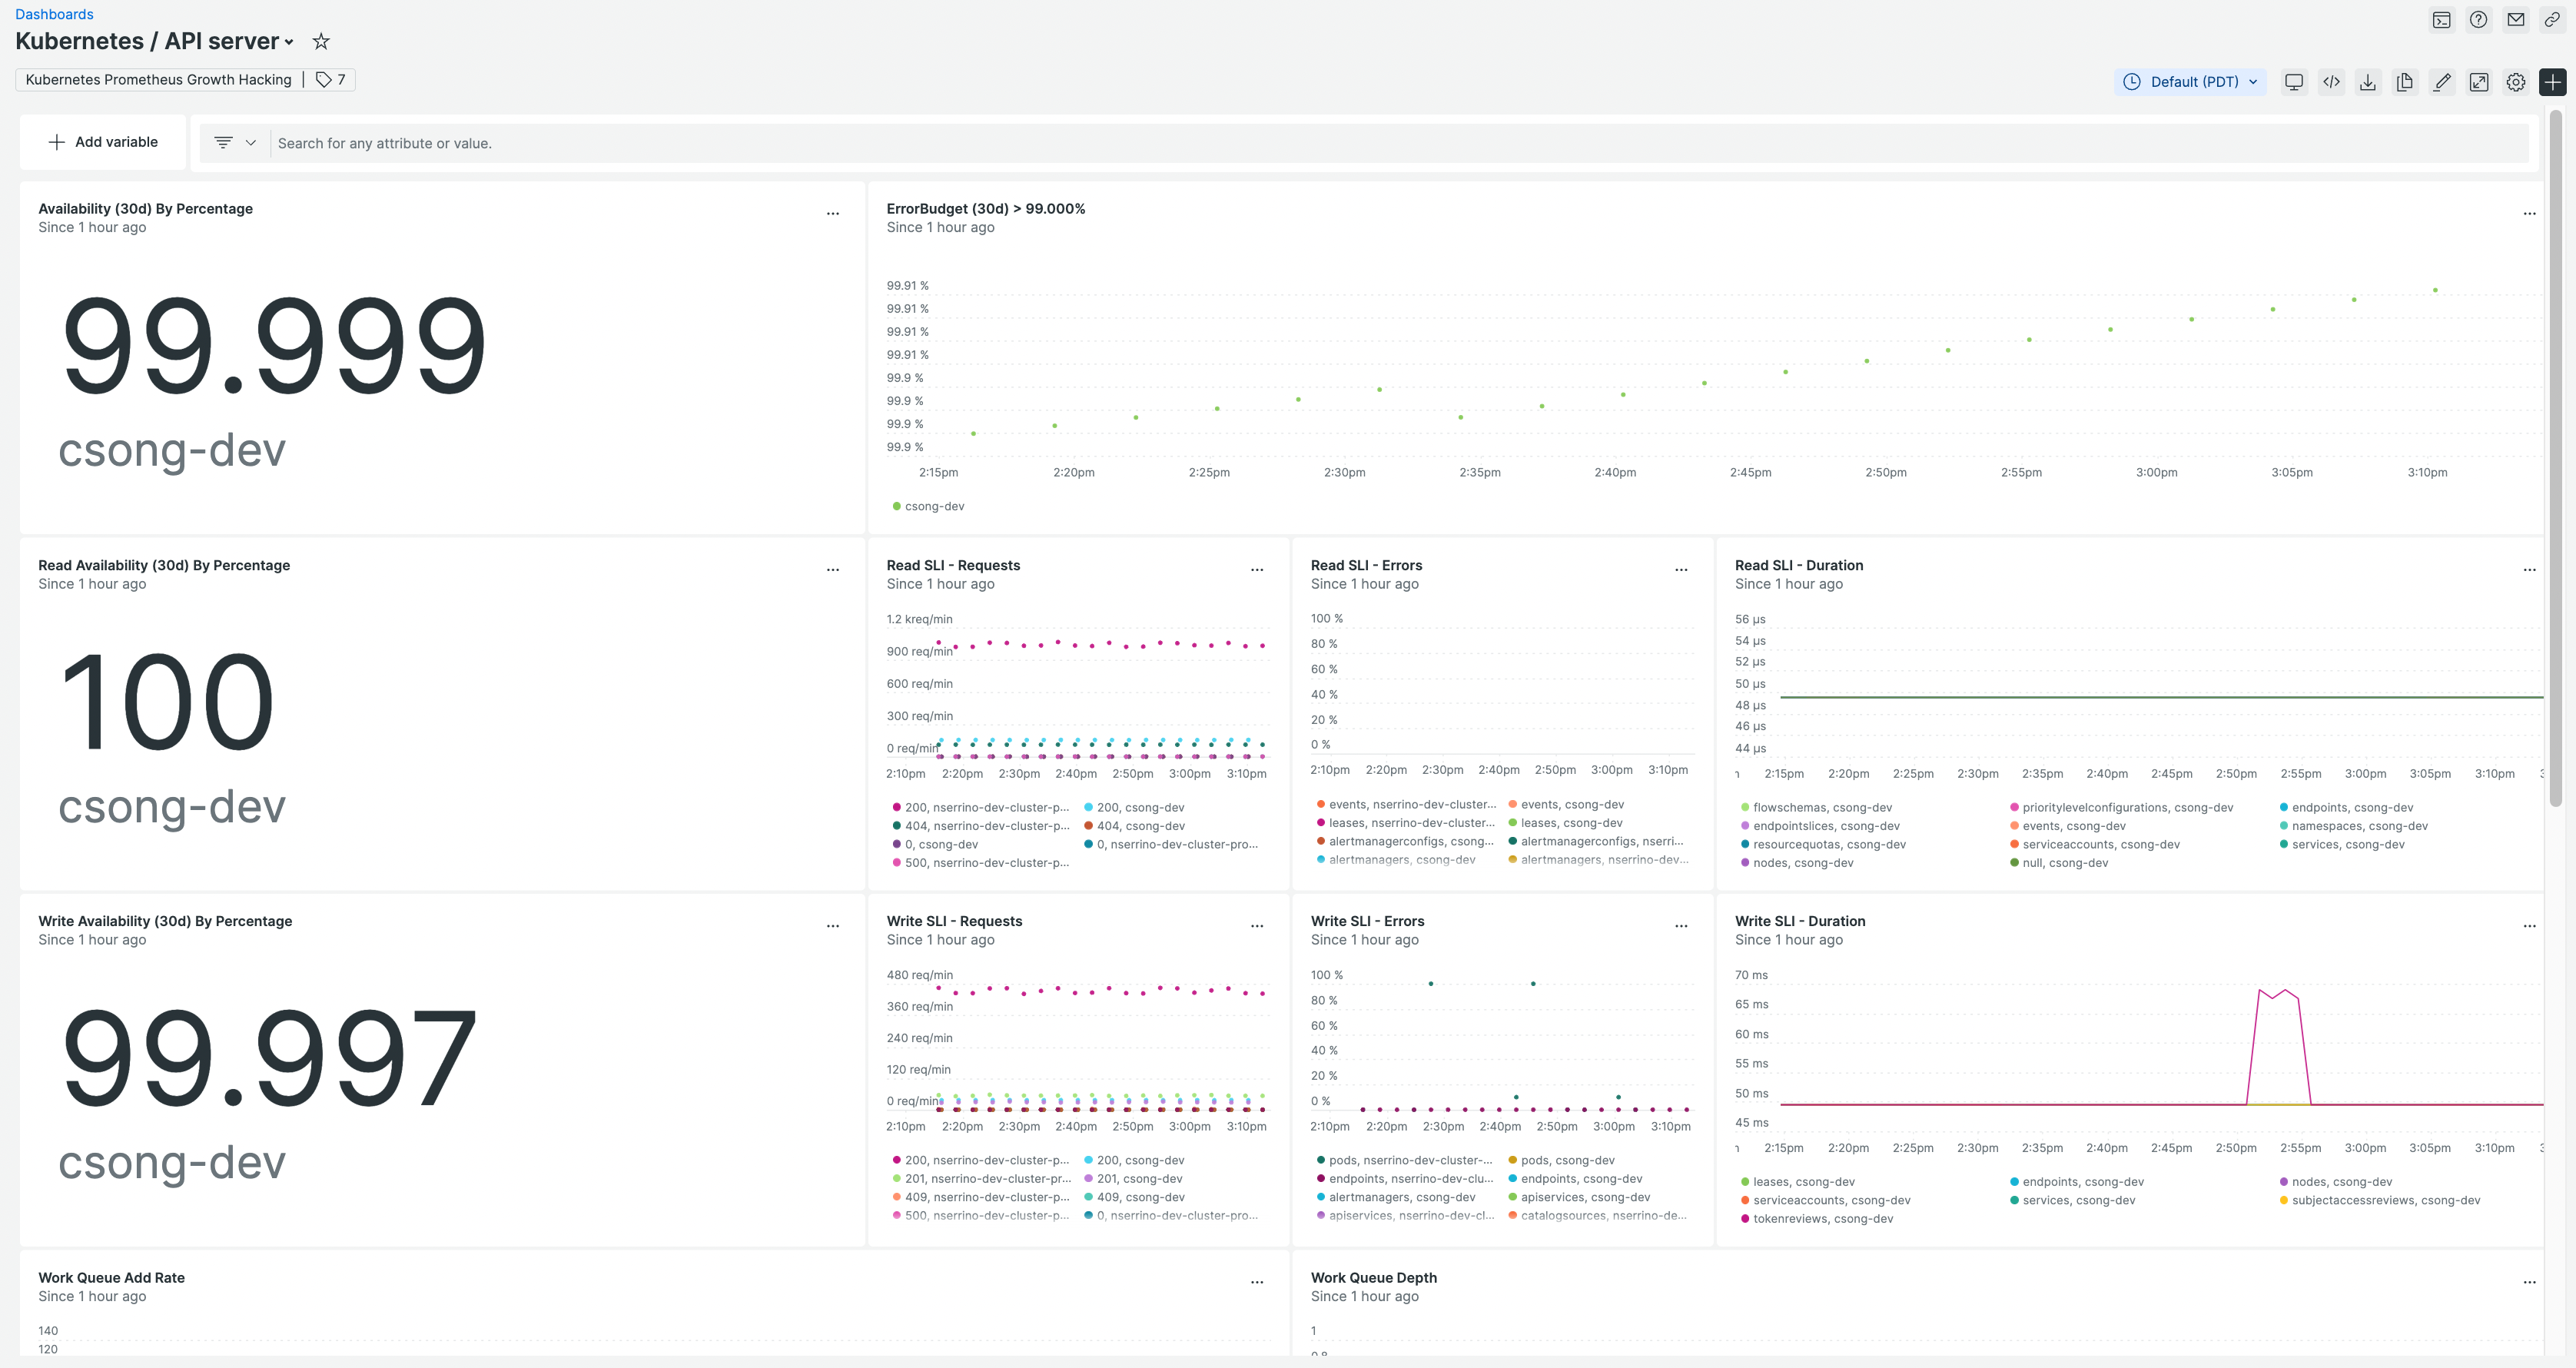 Dashboards
Kubernetes / API server
Kubernetes Prometheus Growth Hacking | 7
Default (PDT)
Add variable
Search for any attribute or value.
Availability (30d) By Percentage
Since 1 hour ago
99.999
csong-dev
ErrorBudget (30d) > 99.000%
Since 1 hour ago
99.91 %
99.91 %
99.91 %
99.91 %
99.9 %
99.9 %
99.9 %
99.9 %
2:15pm 2:20pm 2:25pm 2:30pm 2:35pm 2:40pm 2:45pm 2:50pm 2:55pm 3:00pm 3:05pm 3:10pm
csong-dev
Read Availability (30d) By Percentage
Since 1 hour ago
100
csong-dev
Read SLI - Requests
Since 1 hour ago
1.2 kreq/min
900 req/min
600 req/min
300 req/min
0 req/min
2:10pm 2:20pm 2:30pm 2:40pm 2:50pm 3:00pm 3:10pm
200, nserrino-dev-cluster-p... 200, csong-dev
404, nserrino-dev-cluster-p... 404, csong-dev
0, csong-dev 0, nserrino-dev-cluster-pro...
500, nserrino-dev-cluster-p...
Read SLI - Errors
Since 1 hour ago
100 %
80 %
60 %
40 %
20 %
0 %
2:10pm 2:20pm 2:30pm 2:40pm 2:50pm 3:00pm 3:10pm
events, nserrino-dev-cluster... events, csong-dev
leases, nserrino-dev-cluster... leases, csong-dev
alertmanagerconfigs, csong... alertmanagerconfigs, nserri...
alertmanagers, csong-dev alertmanagers, nserrino-dev...
Read SLI - Duration
Since 1 hour ago
56 µs
54 µs
52 µs
50 µs
48 µs
46 µs
44 µs
2:15pm 2:20pm 2:25pm 2:30pm 2:35pm 2:40pm 2:45pm 2:50pm 2:55pm 3:00pm 3:05pm 3:10pm
flowschemas, csong-dev prioritylevelconfigurations, csong-dev endpoints, csong-dev
endpointslices, csong-dev events, csong-dev namespaces, csong-dev
resourcequotas, csong-dev serviceaccounts, csong-dev services, csong-dev
nodes, csong-dev null, csong-dev
Write Availability (30d) By Percentage
Since 1 hour ago
99.997
csong-dev
Write SLI - Requests
Since 1 hour ago
480 req/min
360 req/min
240 req/min
120 req/min
0 req/min
2:10pm 2:20pm 2:30pm 2:40pm 2:50pm 3:00pm 3:10pm
200, nserrino-dev-cluster-p... 200, csong-dev
201, nserrino-dev-cluster-pr... 201, csong-dev
409, nserrino-dev-cluster-p... 409, csong-dev
500, nserrino-dev-cluster-p... 0, nserrino-dev-cluster-pro...
Write SLI - Errors
Since 1 hour ago
100 %
80 %
60 %
40 %
20 %
0 %
2:10pm 2:20pm 2:30pm 2:40pm 2:50pm 3:00pm 3:10pm
pods, nserrino-dev-cluster-... pods, csong-dev
endpoints, nserrino-dev-clu... endpoints, csong-dev
alertmanagers, csong-dev apiservices, csong-dev
apiservices, nserrino-dev-cl... catalogsources, nserrino-de...
Write SLI - Duration
Since 1 hour ago
70 ms
65 ms
60 ms
55 ms
50 ms
45 ms
2:15pm 2:20pm 2:25pm 2:30pm 2:35pm 2:40pm 2:45pm 2:50pm 2:55pm 3:00pm 3:05pm 3:10pm
leases, csong-dev endpoints, csong-dev nodes, csong-dev
serviceaccounts, csong-dev services, csong-dev subjectaccessreviews, csong-dev
tokenreviews, csong-dev
Work Queue Add Rate
Since 1 hour ago
140
120
Work Queue Depth
Since 1 hour ago
1